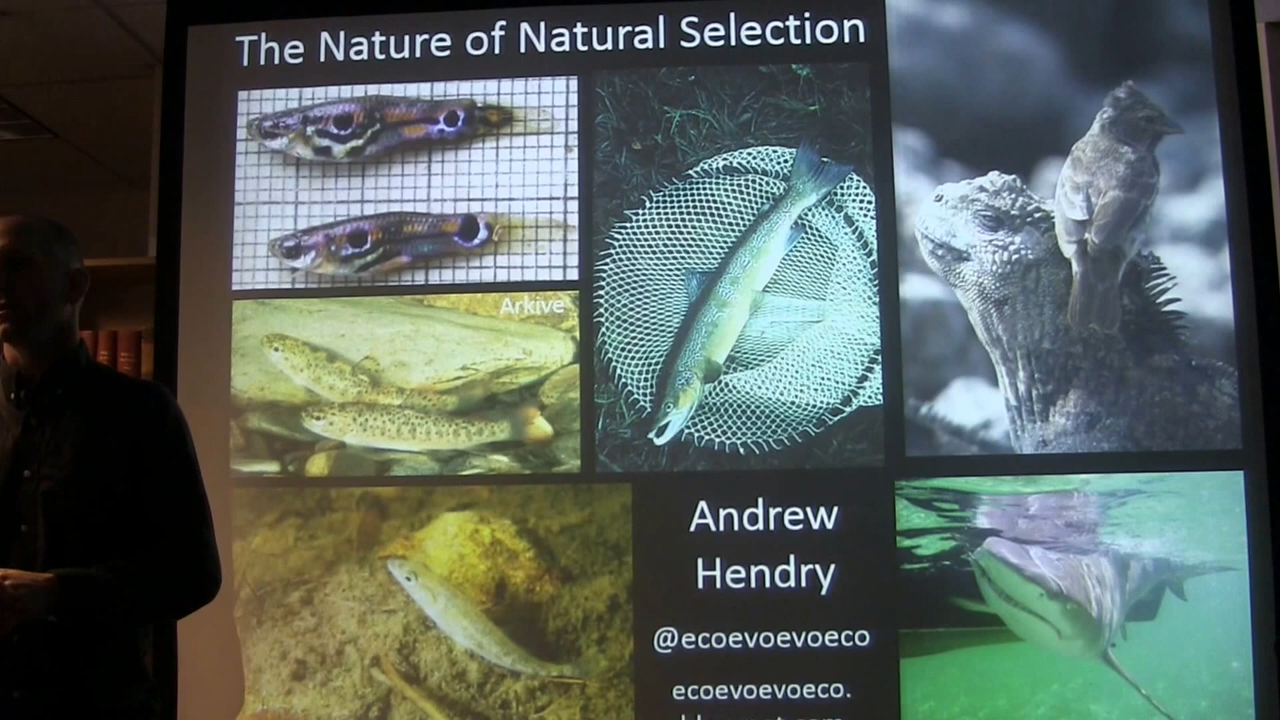 The Nature of Natural Selection
Arkive
Andrew
Hendry
@ecoevoevoeco
ecoevoevoeco.